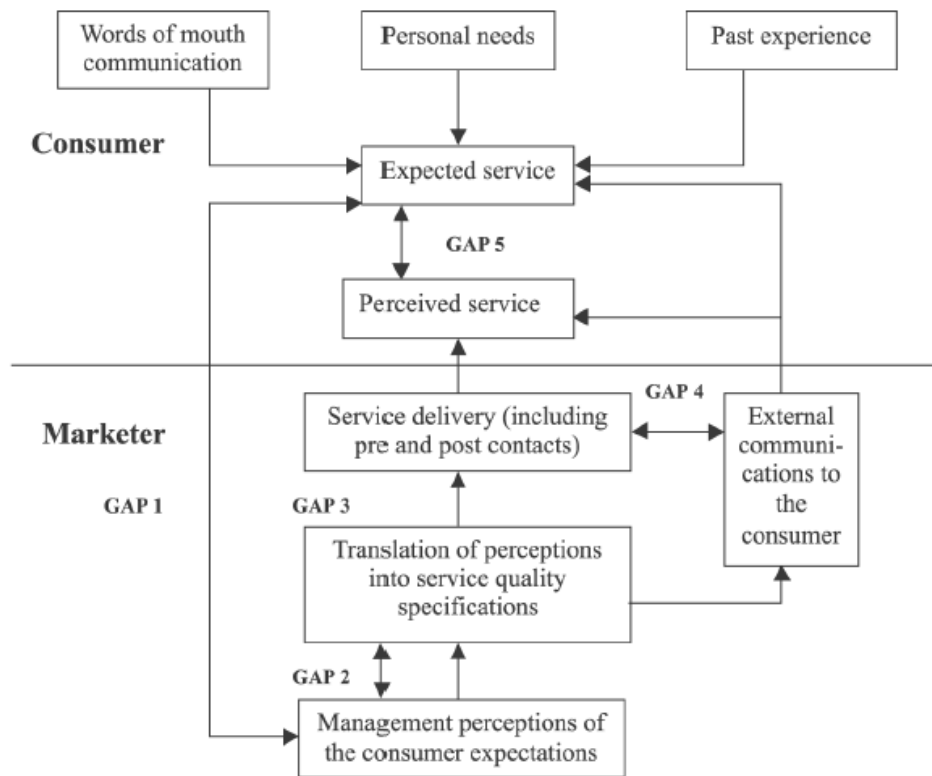 Words of mouth
communication
Personal needs
Past experience
Consumer
Expected service
GAP 5
Perceived service
GAP 4
Marketer
Service delivery (including
pre and post contacts)
External
communi-
cations to
the
consumer
GAP 1
GAP 3
Translation of perceptions
into service quality
specifications
GAP 2
Management perceptions of
the consumer expectations